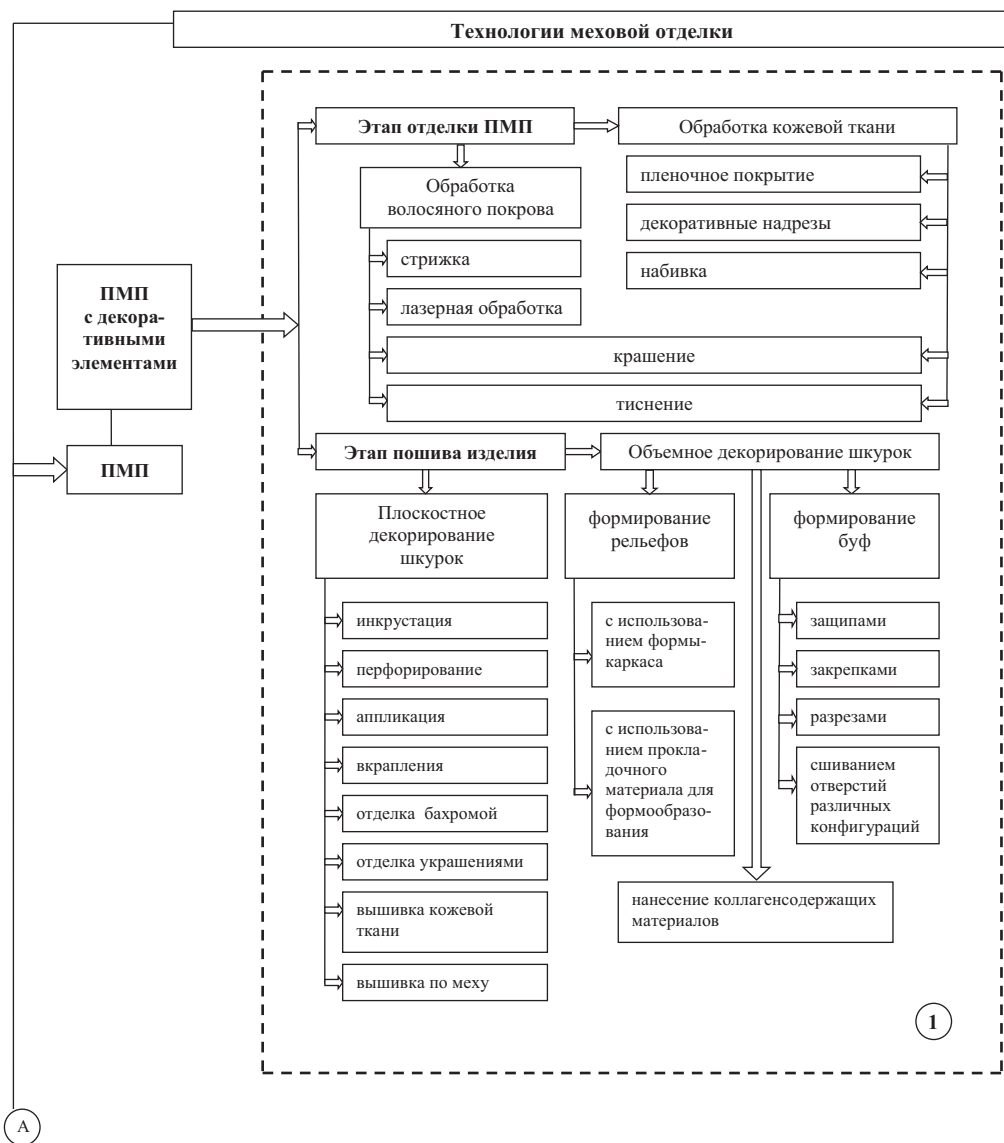 Технологии меховой отделки
Этап отделки ПМП
Обработка кожевой ткани
Обработка
волосяного покрова
пленочное покрытие
декоративные надрезы
набивка
стрижка
лазерная обработка
крашение
тиснение
ПМП
с декора-
тивными
элементами
ПМП
Этап пошива изделия
Объемное декорирование шкурок
Плоскостное
декорирование
шкурок
инкрустация
перфорирование
аппликация
вкрапления
отделка бахромой
отделка украшениями
вышивка кожевой
ткани
вышивка по меху
формирование
рельефов
с использова-
нием формы-
каркаса
с использова-
нием прокла-
дочного
материала для
формообразо-
вания
формирование
буф
защипами
закрепками
разрезами
сшиванием
отверстий
различных
конфигураций
нанесение коллагенсодержащих
материалов
1
А